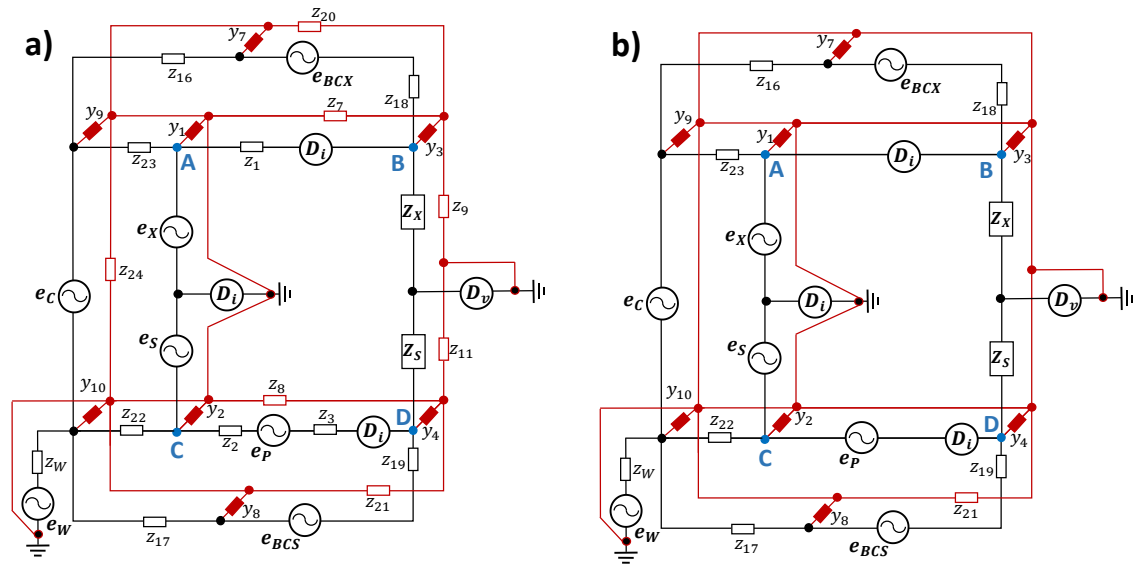 a)
z20
y7
z16
eBCX
z18
y9
y1
z7
z23
A
z1
Di
B
y3
eX
ZX
z9
z24
eC
Di
Dv
eS
ZS
z11
y10
z8
z22
y2
D
C
z2
eP
z3
Di
y4
zW
z19
eW
y8
z21
z17
eBCS
b)
y7
z16
eBCX
z18
y9
y1
z23
A
Di
B
y3
eX
ZX
eC
Di
Dv
eS
ZS
y10
z22
y2
D
C
eP
Di
y4
zW
z19
eW
y8
z21
z17
eBCS